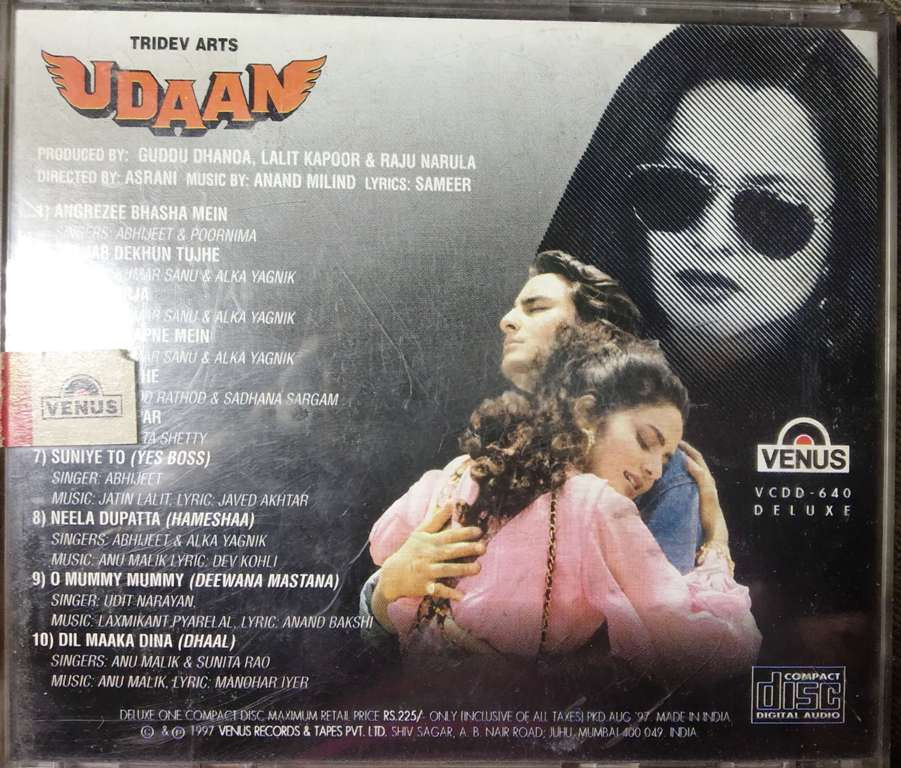 TRIDEV ARTS
UDAAN
PRODUCED BY: GUDDU DHANOA, LALIT KAPOOR & RAJU NARULA
DIRECTED BY: ASRANI MUSIC BY: ANAND MILIND LYRICS: SAMEER
1) ANGREZEE BHASHA MEIN
SINGERS: ABHIJEET & POORNIMA
DEKHUN TUJHE
SANU & ALKA YAGNIK
SANU & ALKA YAGNIK
MEIN
SANU & ALKA YAGNIK
RATHOD & SADHANA SARGAM
SHETTY
VENUS
7) SUNIYE TO (YES BOSS)
SINGER: ABHIJEET
MUSIC: JATIN LALIT, LYRIC: JAVED AKHTAR
8) NEELA DUPATTA (HAMESHAA)
SINGERS: ABHIJEET & ALKA YAGNIK
MUSIC: ANU MALIK LYRIC: DEV KOHLI
9) O MUMMY MUMMY (DEEWANA MASTANA)
SINGER: UDIT NARAYAN,
MUSIC: LAXMIKANT PYARELAL, LYRIC: ANAND BAKSHI
10) DIL MAAKA DINA (DHAAL)
SINGERS: ANU MALIK & SUNITA RAO
MUSIC: ANU MALIK, LYRIC: MANOHAR IYER
VENUS
VCDD-640
DELUXE
COMPACT
disc
DIGITAL AUDIO
DELUXE ONE COMPACT DISC, MAXIMUM RETAIL PRICE RS.225/- ONLY (INCLUSIVE OF ALL TAXES) PKD AUG '97. MADE IN INDIA,
© & ℗ 1997 VENUS RECORDS & TAPES PVT. LTD. SHIV SAGAR, A. B. NAIR ROAD; JUHU, MUMBAI 400 049. INDIA